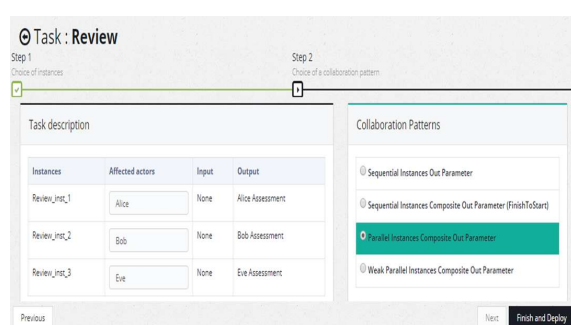 Task : Review
Step 1
Choice of instances
Step 2
Choice of a collaboration pattern
Task description
Instances Affected actors Input Output
Review_inst_1 Alice None Alice Assessment
Review_inst_2 Bob None Bob Assessment
Review_inst_3 Eve None Eve Assessment
Collaboration Patterns
Sequential Instances Out Parameter
Sequential Instances Composite Out Parameter (FinishToStart)
Parallel Instances Composite Out Parameter
Weak Parallel Instances Composite Out Parameter
Previous
Next
Finish and Deploy